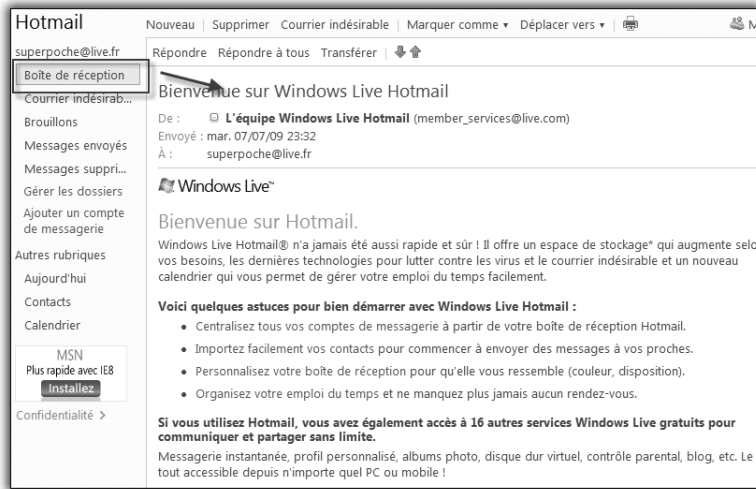 Hotmail
Nouveau | Supprimer Courrier indésirable | Marquer comme ▾ Déplacer vers ▾ |
superpoche@live.fr
Boîte de réception
Courrier indésirab...
Brouillons
Messages envoyés
Messages suppri...
Gérer les dossiers
Ajouter un compte
de messagerie
Autres rubriques
Aujourd'hui
Contacts
Calendrier
MSN
Plus rapide avec IE8
Installez
Confidentialité >
Répondre Répondre à tous Transférer |
Bienvenue sur Windows Live Hotmail
De : L'équipe Windows Live Hotmail (member_services@live.com)
Envoyé : mar. 07/07/09 23:32
À : superpoche@live.fr
Windows Live™
Bienvenue sur Hotmail.
Windows Live Hotmail® n'a jamais été aussi rapide et sûr ! Il offre un espace de stockage* qui augmente selo
vos besoins, les dernières technologies pour lutter contre les virus et le courrier indésirable et un nouveau
calendrier qui vous permet de gérer votre emploi du temps facilement.
Voici quelques astuces pour bien démarrer avec Windows Live Hotmail :
• Centralisez tous vos comptes de messagerie à partir de votre boîte de réception Hotmail.
• Importez facilement vos contacts pour commencer à envoyer des messages à vos proches.
• Personnalisez votre boîte de réception pour qu'elle vous ressemble (couleur, disposition).
• Organisez votre emploi du temps et ne manquez plus jamais aucun rendez-vous.
Si vous utilisez Hotmail, vous avez également accès à 16 autres services Windows Live gratuits pour
communiquer et partager sans limite.
Messagerie instantanée, profil personnalisé, albums photo, disque dur virtuel, contrôle parental, blog, etc. Le
tout accessible depuis n'importe quel PC ou mobile !